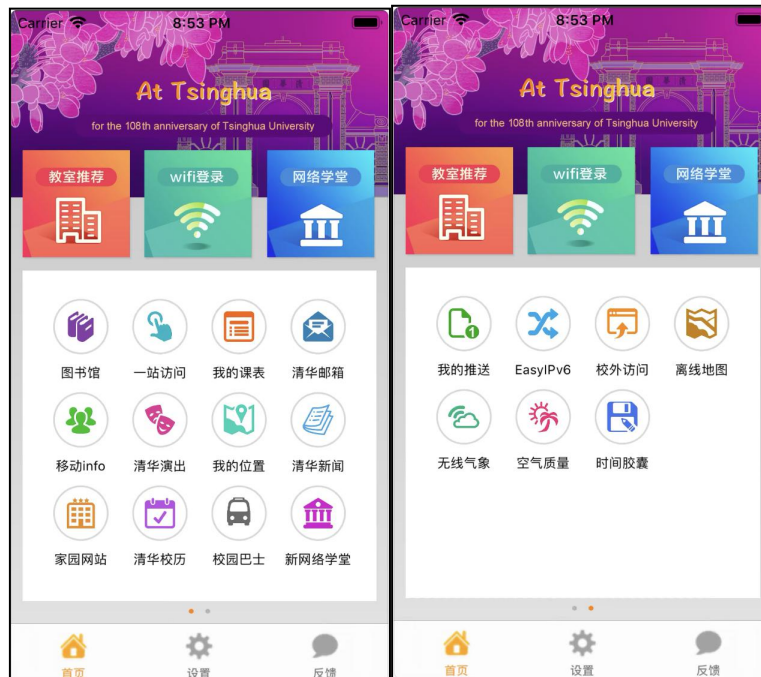 Carrier 8:53 PM
At Tsinghua
for the 108th anniversary of Tsinghua University
教室推荐 wifi登录 网络学堂
图书馆 一站访问 我的课表 清华邮箱
移动info 清华演出 我的位置 清华新闻
家园网站 清华校历 校园巴士 新网络学堂
首页 设置 反馈
Carrier 8:53 PM
At Tsinghua
for the 108th anniversary of Tsinghua University
教室推荐 wifi登录 网络学堂
1
我的推送 EasyIPv6 校外访问 离线地图
无线气象 空气质量 时间胶囊
首页 设置 反馈